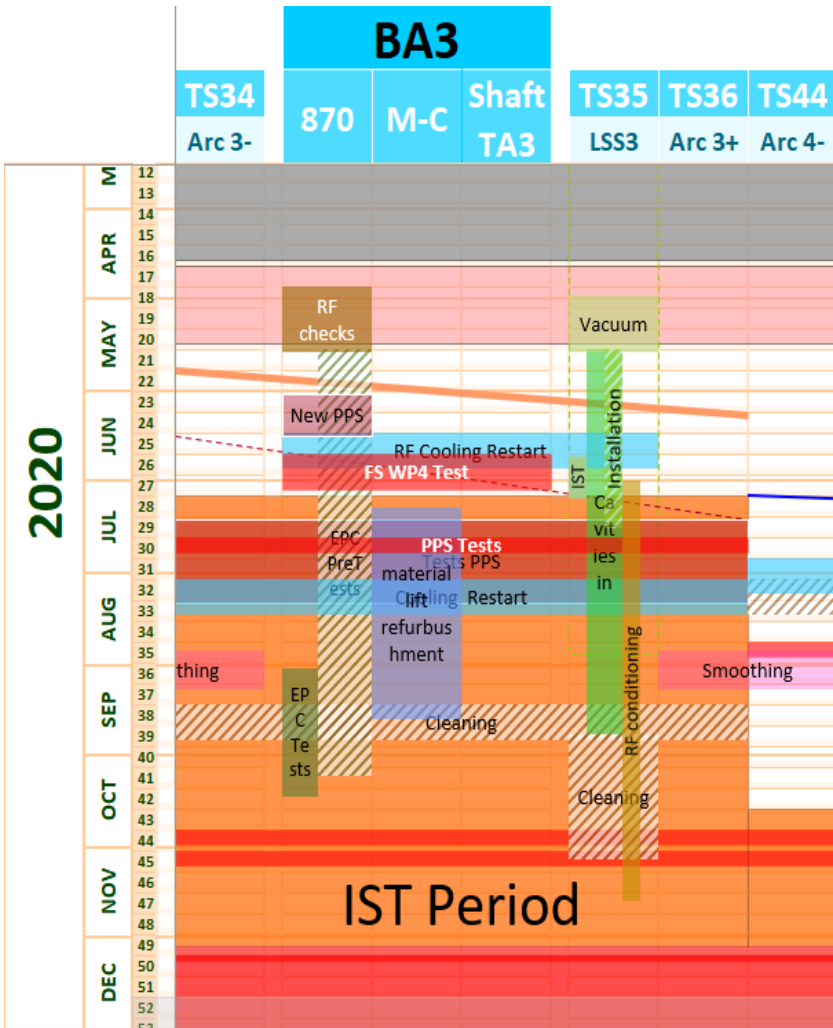 BA3
TS34
870
M-C
Shaft
TA3
TS35
TS36
TS44
Arc 3-
LSS3
Arc 3+
Arc 4-
2020
M
APR
MAY
JUN
JUL
AUG
SEP
OCT
NOV
DEC
12
13
14
15
16
17
18
19
20
21
22
23
24
25
26
27
28
29
30
31
32
33
34
35
36
37
38
39
40
41
42
43
44
45
46
47
48
49
50
51
52
53
RF
checks
Vacuum
New PPS
RF Cooling Restart
FS WP4 Test
IST
Installation
Ca
vit
ies
in
PPS Tests
Tests PPS
EPC
PreT
ests
material
lift
refurbus
hment
Cooling Restart
RF conditioning
thing
Smoothing
EP
C
Te
sts
Cleaning
Cleaning
IST Period